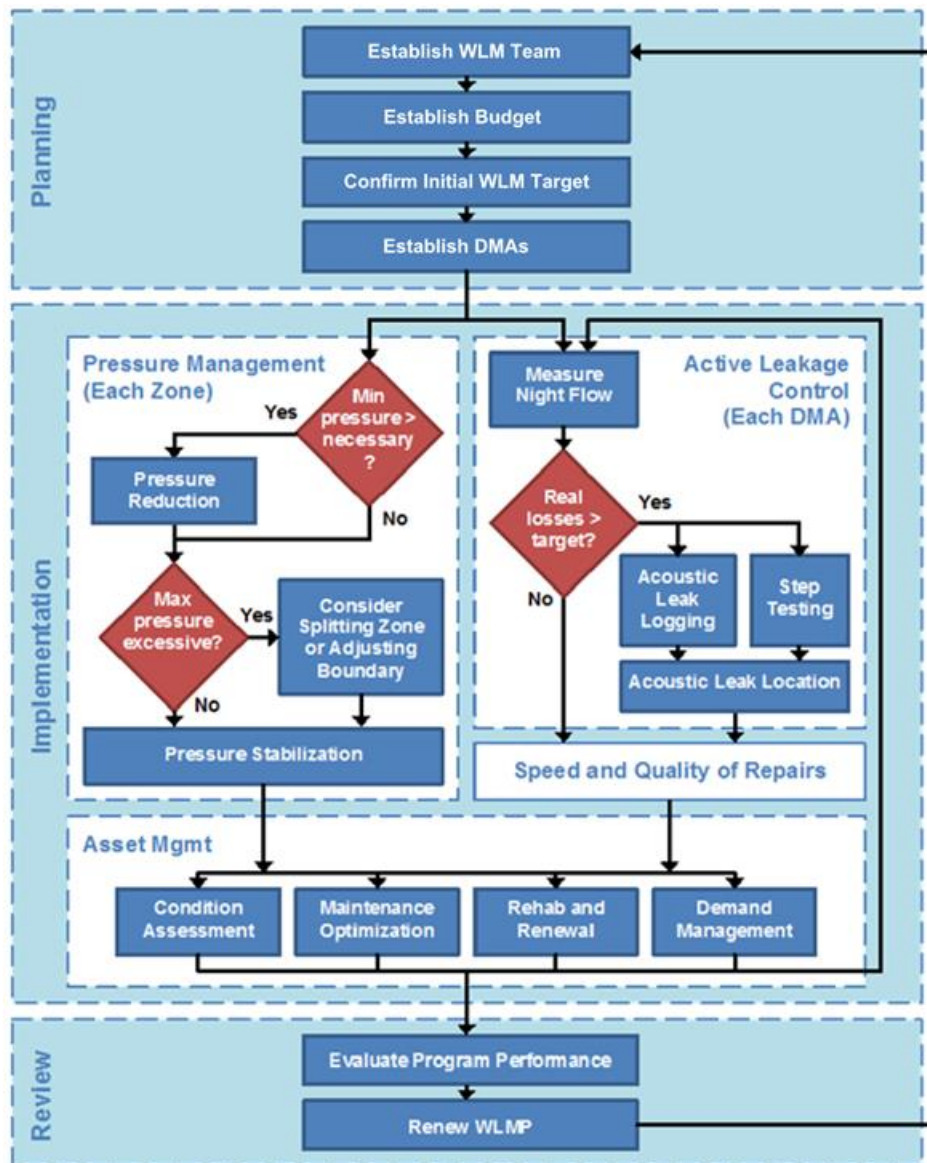 Planning
Establish WLM Team
Establish Budget
Confirm Initial WLM Target
Establish DMAs
Implementation
Pressure Management
(Each Zone)
Min
pressure >
necessary
?
Yes
No
Pressure
Reduction
Max
pressure
excessive?
Yes
No
Consider
Splitting Zone
or Adjusting
Boundary
Pressure Stabilization
Active Leakage
Control
(Each DMA)
Measure
Night Flow
Real
losses >
target?
Yes
No
Acoustic
Leak
Logging
Step
Testing
Acoustic Leak Location
Speed and Quality of Repairs
Asset Mgmt
Condition
Assessment
Maintenance
Optimization
Rehab and
Renewal
Demand
Management
Review
Evaluate Program Performance
Renew WLMP